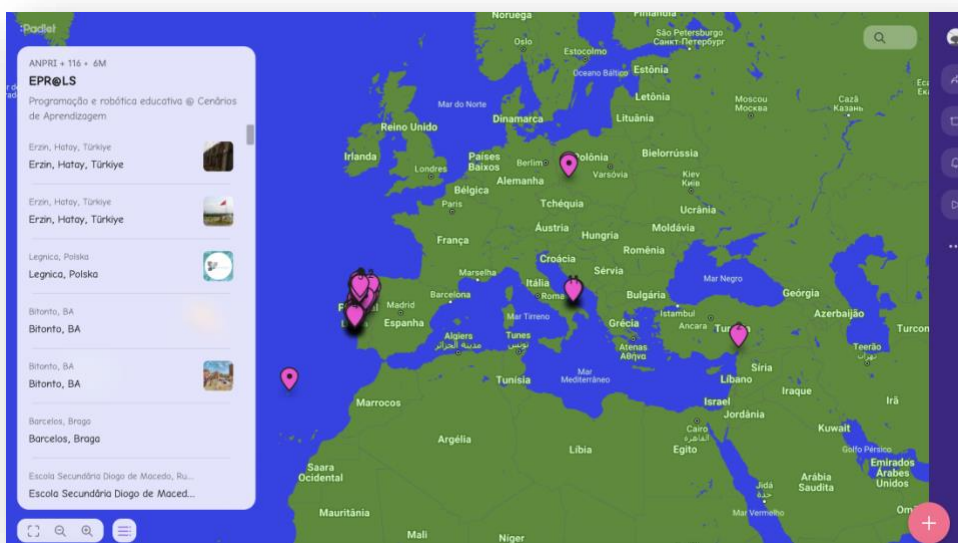 :Padlet
ANPRI + 116 + 6M
EPR@LS
Programação e robótica educativa @ Cenários
de Aprendizagem
Erzin, Hatay, Türkiye
Erzin, Hatay, Türkiye
Erzin, Hatay, Türkiye
Erzin, Hatay, Türkiye
Legnica, Polska
Legnica, Polska
Bitonto, BA
Bitonto, BA
Bitonto, BA
Bitonto, BA
Barcelos, Braga
Barcelos, Braga
Escola Secundária Diogo de Macedo, Ru...
Escola Secundária Diogo de Maced...
Noruega
Finlândia
Oslo
São Petersburgo
Санкт-Петербург
Estocolmo
Oceano Báltico
Estônia
Mar do Norte
Letônia
Moscou
Москва
Cazã
Казань
Dinamarca
Lituânia
Reino Unido
Irlanda
Países
Baixos
Berlim
Polônia
Bielorrússia
Londres
Alemanha
Varsóvia
Kiev
Київ
Bélgica
Paris
Tchéquia
Ucrânia
Áustria
Hungria
Moldávia
França
Romênia
Croácia
Sérvia
Marselha
Itália
Mar Negro
Barcelona
Roma
Bulgária
Geórgia
Madrid
Istambul
Azerbaijão
Espanha
Mar Tirreno
Grécia
Ancara
Turcon
Algiers
مدينة الجزائر
Tunes
تونس
Atenas
Αθήνα
Teerão
تهران
Síria
Tunísia
Mar
Mediterrâneo
Líbano
Iraque
Irã
Marrocos
Israel
Jordânia
Kuwait
Cairo
القاهرة
Argélia
Líbia
Egito
Golfo Pérsico
Saara
Ocidental
Emirados
Árabes
Unidos
Jidá
جدة
Arábia
Saudita
Mauritânia
Mar Vermelho
Mali
Níger